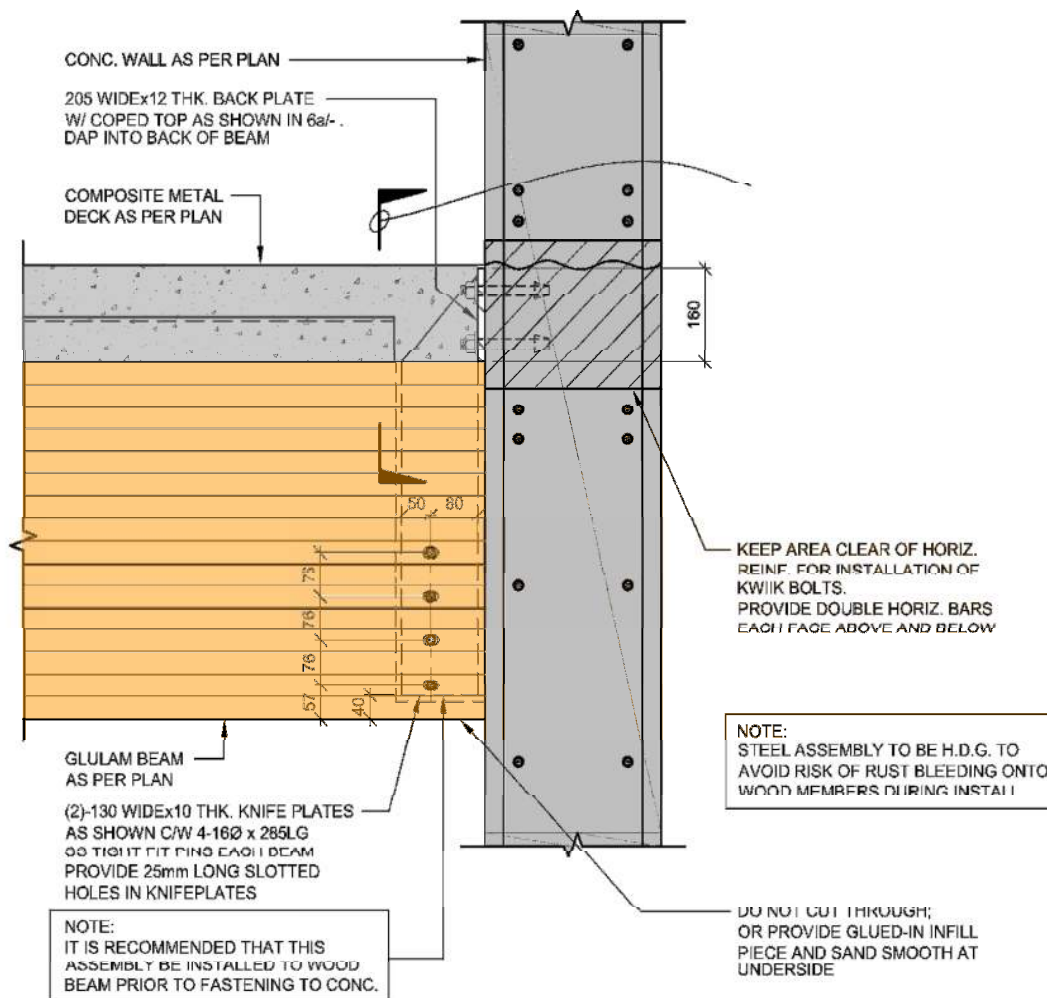 CONC. WALL AS PER PLAN
205 WIDEx12 THK. BACK PLATE
W/ COPED TOP AS SHOWN IN 6a/- .
DAP INTO BACK OF BEAM
COMPOSITE METAL
DECK AS PER PLAN
160
50 80
76
76
76
57
40
KEEP AREA CLEAR OF HORIZ.
REINF. FOR INSTALLATION OF
KWIK BOLTS.
PROVIDE DOUBLE HORIZ. BARS
EACH FACE ABOVE AND BELOW
NOTE:
STEEL ASSEMBLY TO BE H.D.G. TO
AVOID RISK OF RUST BLEEDING ONTO
WOOD MEMBERS DURING INSTALL
GLULAM BEAM
AS PER PLAN
(2)-130 WIDEx10 THK. KNIFE PLATES
AS SHOWN C/W 4-16Ø x 285LG
TIGHT FIT PINS EACH BEAM
PROVIDE 25mm LONG SLOTTED
HOLES IN KNIFEPLATES
NOTE:
IT IS RECOMMENDED THAT THIS
ASSEMBLY BE INSTALLED TO WOOD
BEAM PRIOR TO FASTENING TO CONC.
DO NOT CUT THROUGH;
OR PROVIDE GLUED-IN INFILL
PIECE AND SAND SMOOTH AT
UNDERSIDE